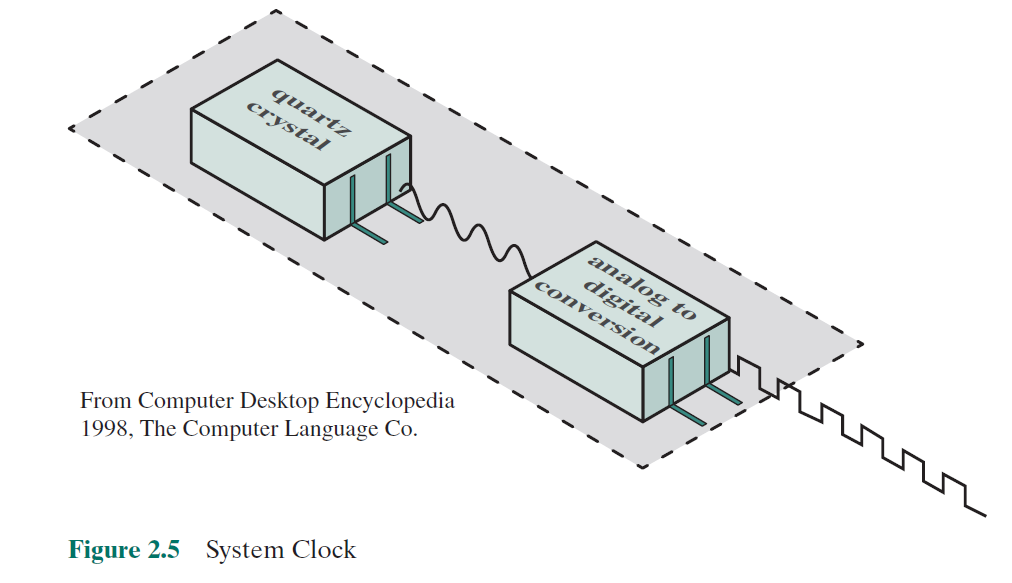 quartz
crystal
analog to
digital
conversion
From Computer Desktop Encyclopedia
1998, The Computer Language Co.
Figure 2.5 System Clock